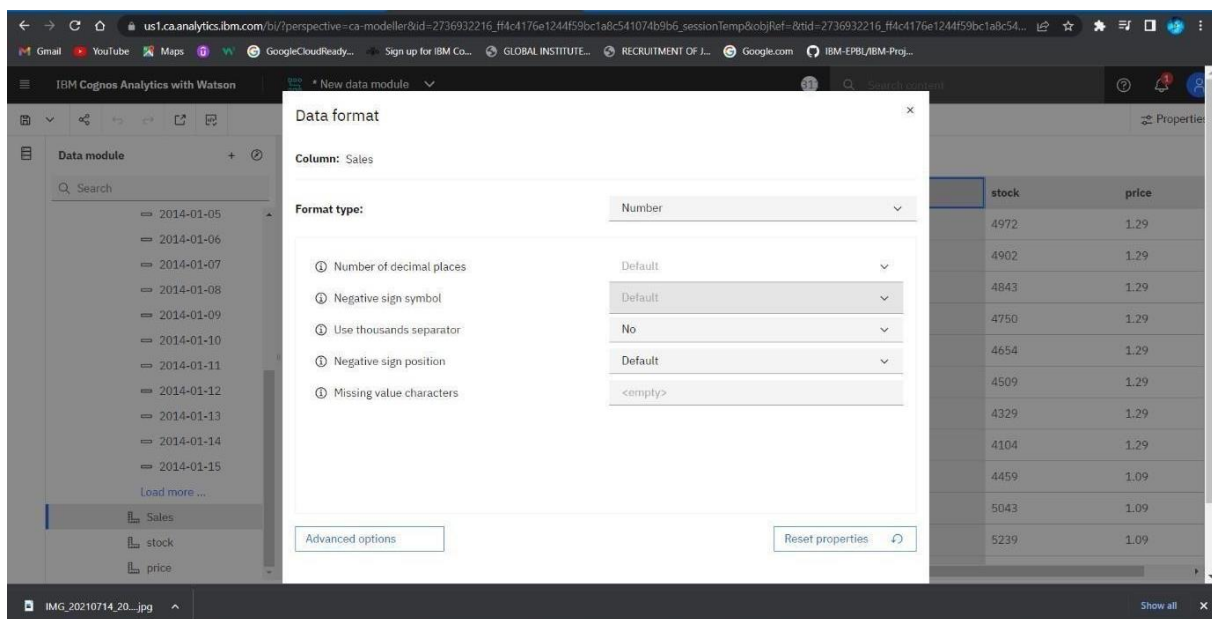 us1.ca.analytics.ibm.com/bi/?perspective=ca-modeller&id=2736932216_ff4c4176e1244f59bc1a8c541074b9b6_sessionTemp&objRef=&tid=2736932216_ff4c4176e1244f59bc1a8c54...
Gmail YouTube Maps GoogleCloudReady... Sign up for IBM Co... GLOBAL INSTITUTE... RECRUITMENT OF J... Google.com IBM-EPBL/IBM-Proj...
IBM Cognos Analytics with Watson * New data module 31 Search content 1
Properties
Data module +
Search
2014-01-05
2014-01-06
2014-01-07
2014-01-08
2014-01-09
2014-01-10
2014-01-11
2014-01-12
2014-01-13
2014-01-14
2014-01-15
Load more ...
Sales
stock
price
Data format
Column: Sales
Format type: Number
Number of decimal places Default
Negative sign symbol Default
Use thousands separator No
Negative sign position Default
Missing value characters <empty>
Advanced options Reset properties
stock price
4972 1.29
4902 1.29
4843 1.29
4750 1.29
4654 1.29
4509 1.29
4329 1.29
4104 1.29
4459 1.09
5043 1.09
5239 1.09
IMG_20210714_20....jpg Show all